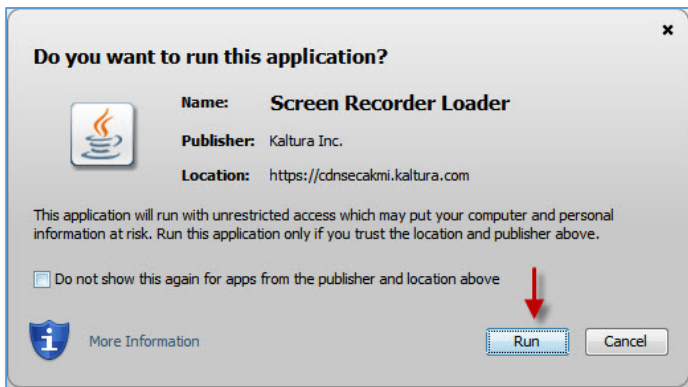 Do you want to run this application?
Name: Screen Recorder Loader
Publisher: Kaltura Inc.
Location: https://cdnsecakmi.kaltura.com
This application will run with unrestricted access which may put your computer and personal
information at risk. Run this application only if you trust the location and publisher above.
Do not show this again for apps from the publisher and location above
More Information
Run
Cancel